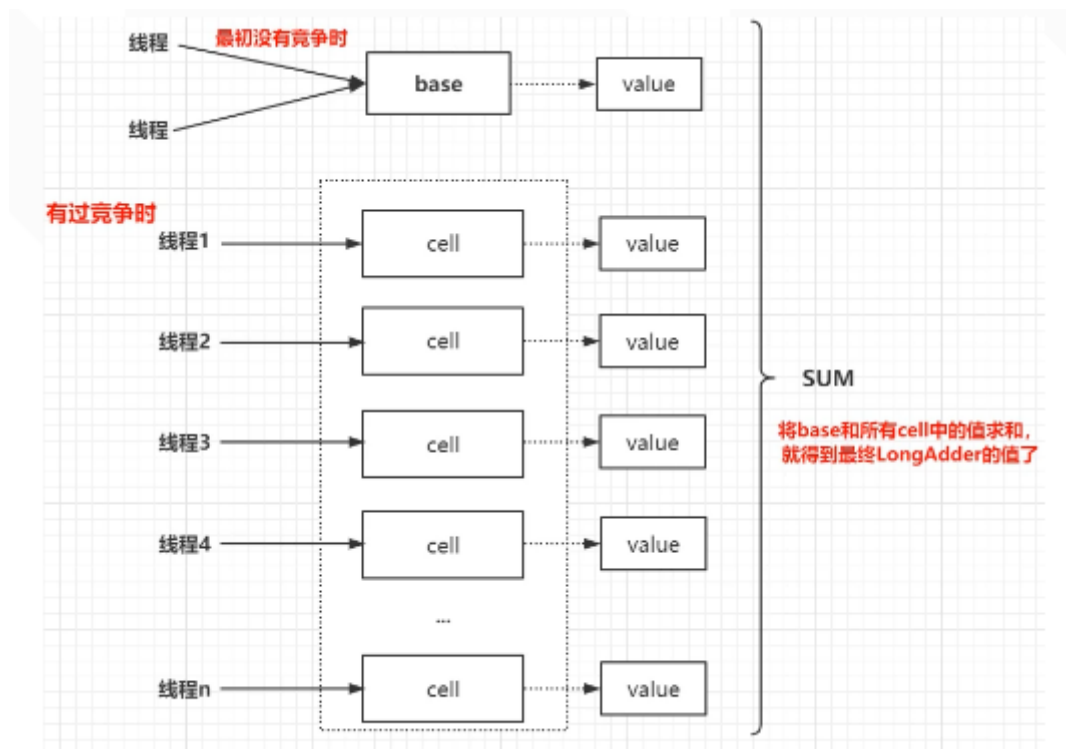 线程
最初没有竞争时
base
value
线程
有过竞争时
线程1
cell
value
线程2
cell
value
SUM
将base和所有cell中的值求和，
就得到最终LongAdder的值了
线程3
cell
value
线程4
cell
value
...
线程n
cell
value